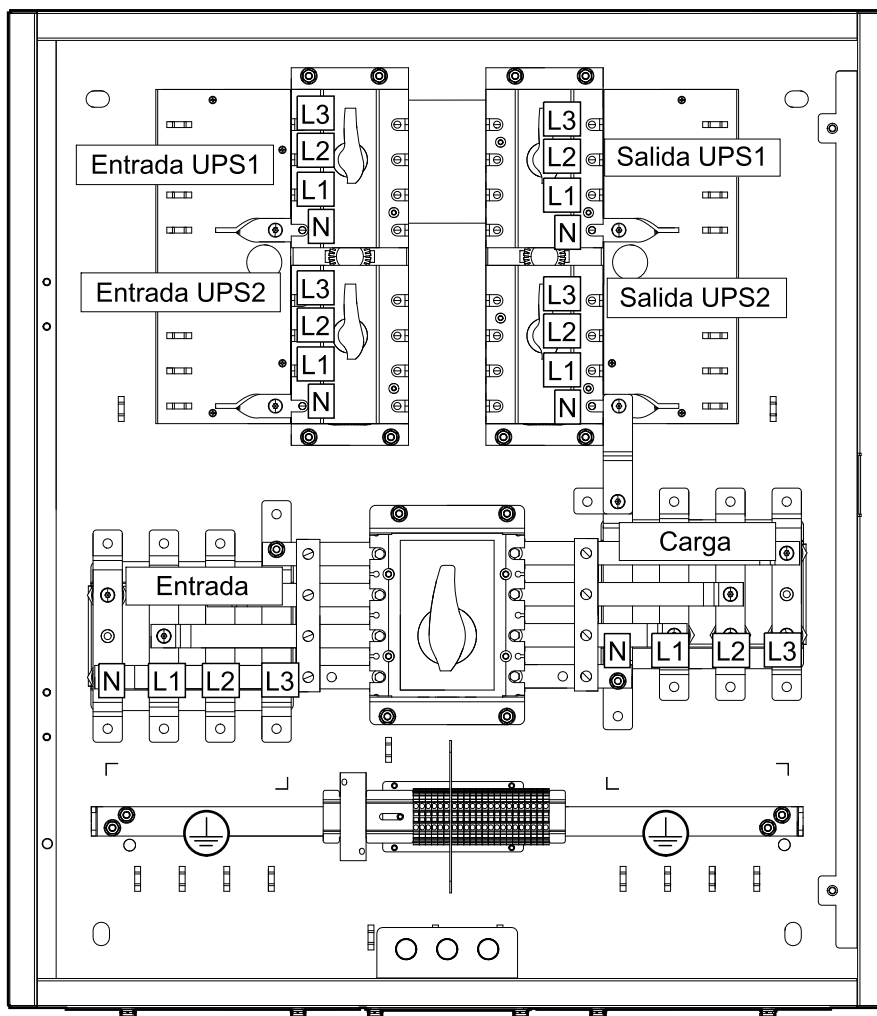 L3
L3
L2
L2
Entrada UPS1
Salida UPS1
L1
L1
N
N
Entrada UPS2
L3
L3
Salida UPS2
L2
L2
L1
L1
N
N
Carga
Entrada
N L1 L2 L3
N L1 L2 L3